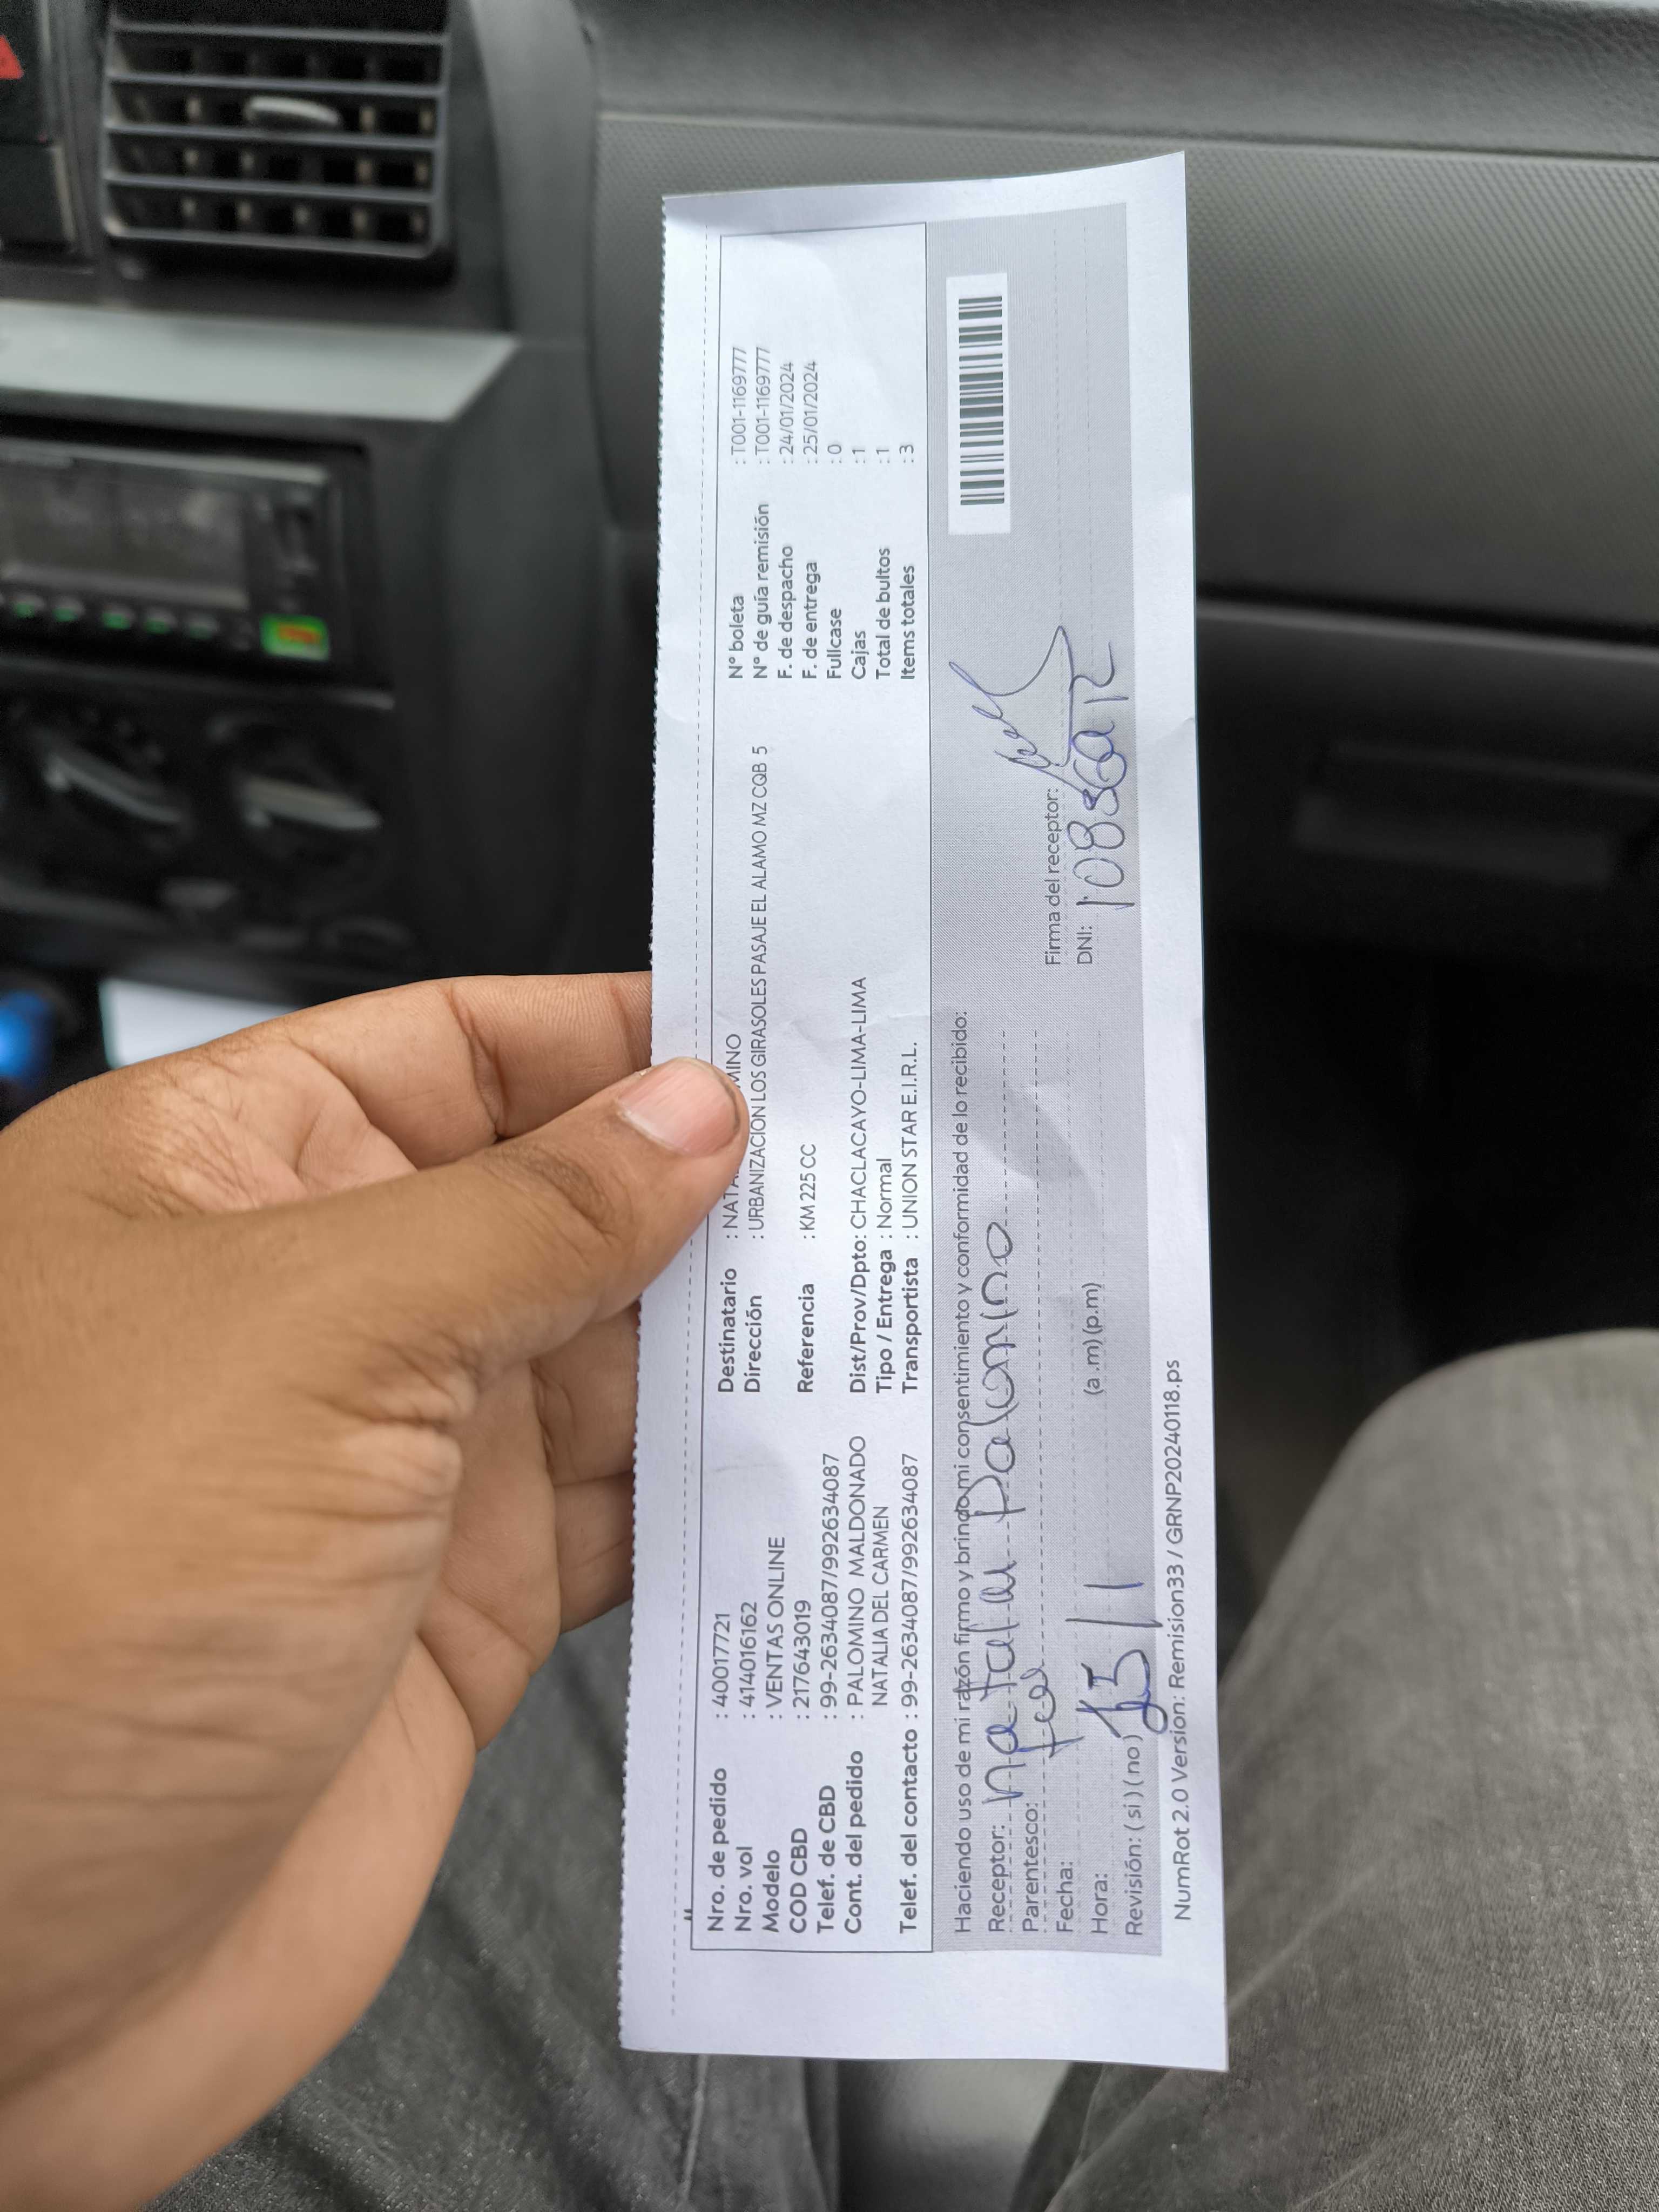 Nro. de pedido : 40017721
Nro. vol : 414016162
Modelo : VENTAS ONLINE
COD CBD : 217643019
Telef. de CBD : 99-2634087/992634087
Cont. del pedido : PALOMINO MALDONADO
NATALIA DEL CARMEN
Telef. del contacto : 99-2634087/992634087
Destinatario : NATA MINO
Dirección : URBANIZACION LOS GIRASOLES PASAJE EL ALAMO MZ CQB 5
Referencia : KM 225 CC
Dist/Prov/Dpto: CHACLACAYO-LIMA-LIMA
Tipo / Entrega : Normal
Transportista : UNION STAR E.I.R.L.
N° boleta : T001-1169777
N° de guía remisión : T001-1169777
F. de despacho : 24/01/2024
F. de entrega : 25/01/2024
Fullcase : 0
Cajas : 1
Total de bultos : 1
Items totales : 3
Haciendo uso de mi razón firmo y brindo mi consentimiento y conformidad de lo recibido:
Receptor: Natalia Palomino
Parentesco:
Fecha:
Hora: (a .m) (p.m)
Revisión: ( si ) ( no )
Firma del receptor:
DNI:
NumRot 2.0 Version: Remision33 / GRNP20240118.ps